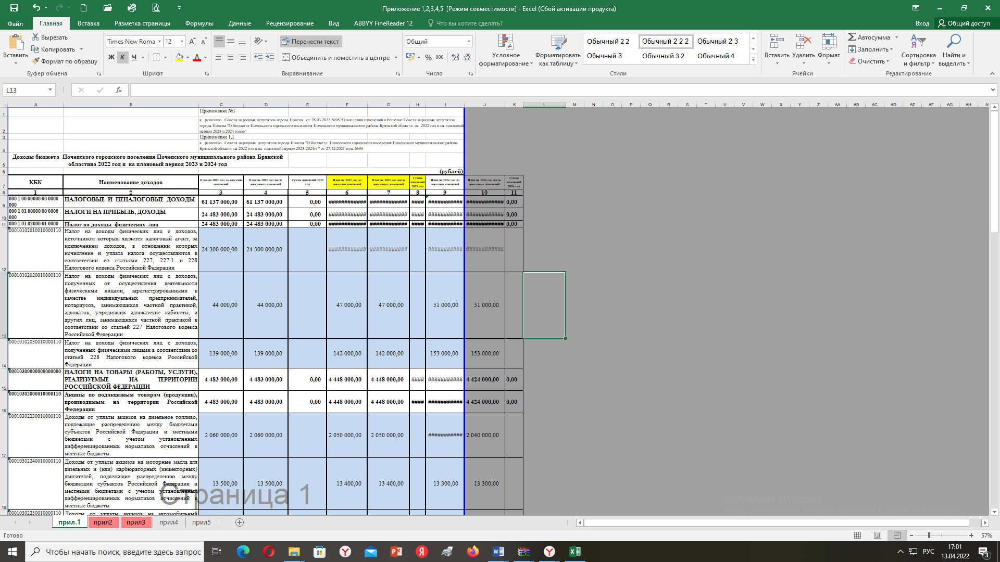 Приложение 1,2,3,4,5 [Режим совместимости] - Excel (Сбой активации продукта)
Файл Главная Вставка Разметка страницы Формулы Данные Рецензирование Вид ABBYY FineReader 12 Что вы хотите сделать? Вход Общий доступ
Вставить
Вырезать
Копировать
Формат по образцу
Буфер обмена
Times New Roma 12
Ж К Ч
Шрифт
Перенести текст
Объединить и поместить в центре
Выравнивание
Общий
% 000
Число
Условное форматирование
Форматировать как таблицу
Обычный 2 2 Обычный 2 2 2 Обычный 2 3
Обычный 3 Обычный 3 2 Обычный 4
Стили
Вставить Удалить Формат
Ячейки
Автосумма
Заполнить
Очистить
Сортировка и фильтр
Найти и выделить
Редактирование
L13
fx
A B C D E F G H I J K L M N O P Q R S T U V W X Y Z AA AB AC AD AE AF AG AH
1 Приложение №1
2 к решению Совета народных депутатов города Почепа от 28.03.2022 №98 "О внесении изменений в Решение Совета народных депутатов
города Почепа "О бюджете Почепского городского поселения Почепского муниципального района Брянской области на 2022 год и на плановый
период 2023 и 2024 годов"
3 Приложение 1,1
4 к решению Совета народных депутатов города Почепа "О бюджете Почепского городского поселения Почепского муниципального района
Брянской области на 2022 год и на плановый период 2023-2024гг " от 27.12.2021 года №88
5 Доходы бюджета Почепского городского поселения Почепского муниципального района Брянской
областина 2022 год и на плановый период 2023 и 2024 год
6 (рублей)
7 КБК Наименование доходов План на 2022 год до внесения изменений План на 2022 год после внесенных изменений Сумма изменений 2022 год План на 2023 год до внесения изменений План на 2023 год после внесенных изменений Сумма изменений 2023 год План на 2024 год до внесения изменений План на 2024 год после внесенных изменений Сумма изменений 2024 год
8 1 2 3 4 5 6 7 8 9 10 11
9 000 1 00 00000 00 0000 000 НАЛОГОВЫЕ И НЕНАЛОГОВЫЕ ДОХОДЫ 61 137 000,00 61 137 000,00 0,00 ############ ############ #### ########### ############ 0,00
10 000 1 01 00000 00 0000 000 НАЛОГИ НА ПРИБЫЛЬ, ДОХОДЫ 24 483 000,00 24 483 000,00 0,00 ############ ############ #### ########### ############ 0,00
11 000 1 01 02000 01 0000 Налог на доходы физических лиц 24 483 000,00 24 483 000,00 0,00 ############ ############ #### ########### ############ 0,00
12 00010102010010000110 Налог на доходы физических лиц с доходов,
источником которых является налоговый агент, за
исключением доходов, в отношении которых
исчисление и уплата налога осуществляются в
соответствии со статьями 227, 227.1 и 228
Налогового кодекса Российской Федерации
24 300 000,00 24 300 000,00 ############ ############ ########### ############
13 00010102020010000110 Налог на доходы физических лиц с доходов,
полученных от осуществления деятельности
физическими лицами, зарегистрированными в
качестве индивидуальных предпринимателей,
нотариусов, занимающихся частной практикой,
адвокатов, учредивших адвокатские кабинеты, и
других лиц, занимающихся частной практикой в
соответствии со статьей 227 Налогового кодекса
Российской Федерации
44 000,00 44 000,00 47 000,00 47 000,00 51 000,00 51 000,00
14 00010102030010000110 Налог на доходы физических лиц с доходов,
полученных физическими лицами в соответствии со
статьей 228 Налогового кодекса Российской
Федерации
139 000,00 139 000,00 142 000,00 142 000,00 153 000,00 153 000,00
15 00010300000000000000 НАЛОГИ НА ТОВАРЫ (РАБОТЫ, УСЛУГИ),
РЕАЛИЗУЕМЫЕ НА ТЕРРИТОРИИ
РОССИЙСКОЙ ФЕДЕРАЦИИ
4 483 000,00 4 483 000,00 0,00 4 448 000,00 4 448 000,00 #### ########### 4 424 000,00 0,00
16 00010302000010000110 Акцизы по подакцизным товарам (продукции),
производимым на территории Российской
Федерации
4 483 000,00 4 483 000,00 0,00 4 448 000,00 4 448 000,00 #### ########### 4 424 000,00 0,00
17 00010302230010000110 Доходы от уплаты акцизов на дизельное топливо,
подлежащие распределению между бюджетами
субъектов Российской Федерации и местными
бюджетами с учетом установленных
дифференцированных нормативов отчислений в
местные бюджеты
2 060 000,00 2 060 000,00 2 050 000,00 2 050 000,00 ########### 2 040 000,00
18 00010302240010000110 Доходы от уплаты акцизов на моторные масла для
дизельных и (или) карбюраторных (инжекторных)
двигателей, подлежащие распределению между
бюджетами субъектов Российской Федерации и
местными бюджетами с учетом установленных
дифференцированных нормативов отчислений в
местные бюджеты
13 500,00 13 500,00 13 400,00 13 400,00 13 300,00 13 300,00
00010302250010000110 Доходы от уплаты акцизов на автомобильный
Страница 1
Активация Windows
прил.1 прил2 прил3 прил4 прил5
Готово
57%
Чтобы начать поиск, введите здесь запрос
РУС
17:01
13.04.2022
3